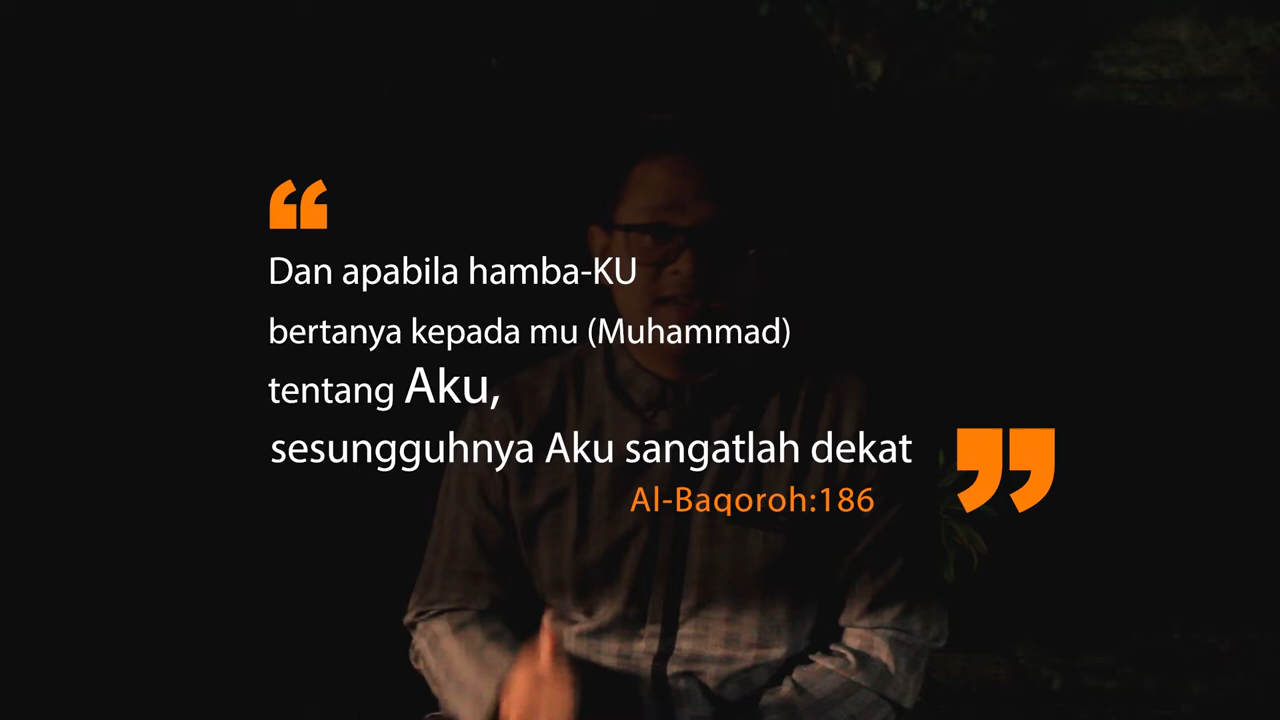 “
Dan apabila hamba-KU
bertanya kepada mu (Muhammad)
tentang Aku,
sesungguhnya Aku sangatlah dekat ”
Al-Baqoroh:186